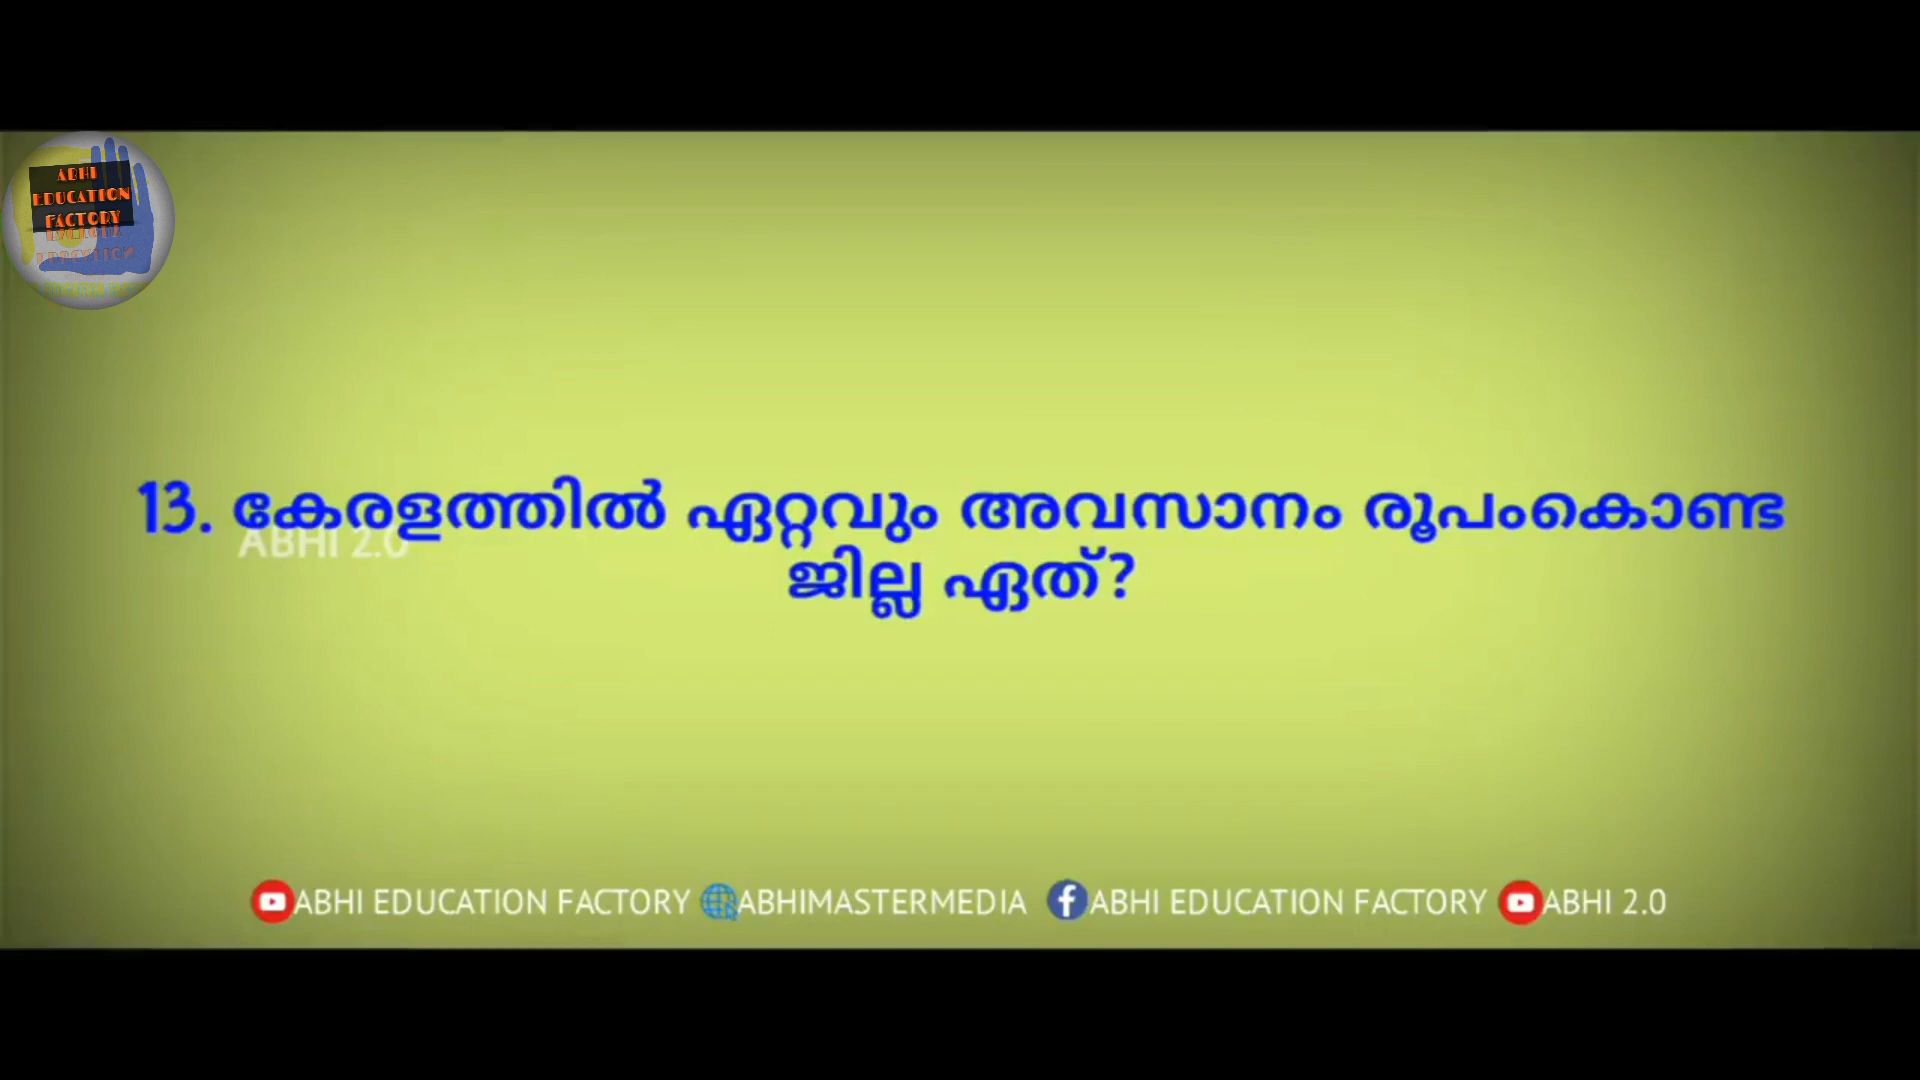 ABHI
EDUCATION
FACTORY
13. കേരളത്തിൽ ഏറ്റവും അവസാനം രൂപംകൊണ്ട
ജില്ല ഏത്?
ABHI 2.0
ABHI EDUCATION FACTORY ABHIMASTERMEDIA ABHI EDUCATION FACTORY ABHI 2.0